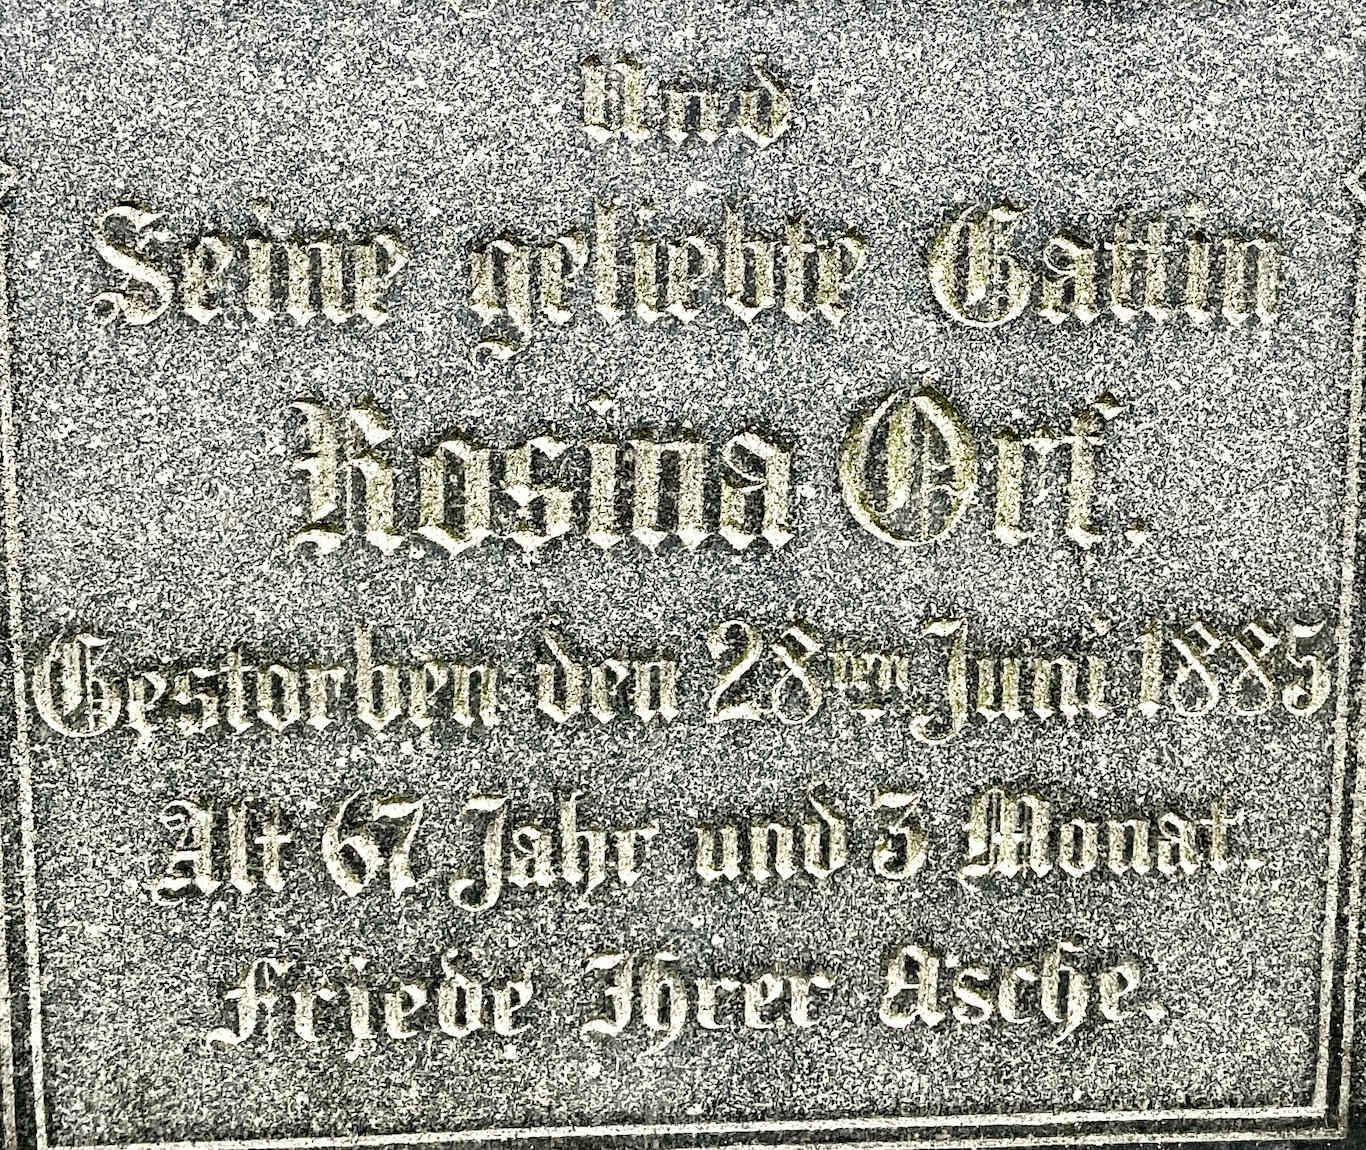 Und
Seine geliebte Gattin
Rosina Orf.
Gestorben den 28ten Juni 1885
Alt 67 Jahr und 3 Monat.
Friede Ihrer Asche.